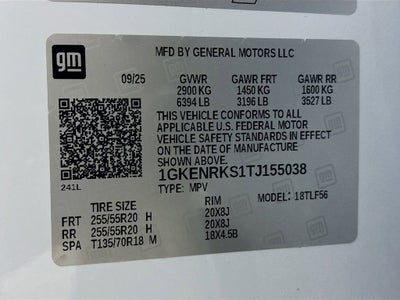 gm
MFD BY GENERAL MOTORS LLC
09/25 GVWR GAWR FRT GAWR RR
2900 KG 1450 KG 1600 KG
6394 LB 3196 LB 3527 LB
THIS VEHICLE CONFORMS TO ALL
APPLICABLE U.S. FEDERAL MOTOR
VEHICLE SAFETY STANDARDS IN EFFECT
ON THE DATE OF MANUFACTURE
SHOWN ABOVE.
1GKENRKS1TJ155038
241L TYPE: MPV MODEL: 18TLF56
TIRE SIZE RIM
FRT 255/55R20 H 20X8J
RR 255/55R20 H 20X8J
SPA T135/70R18 M 18X4.5B